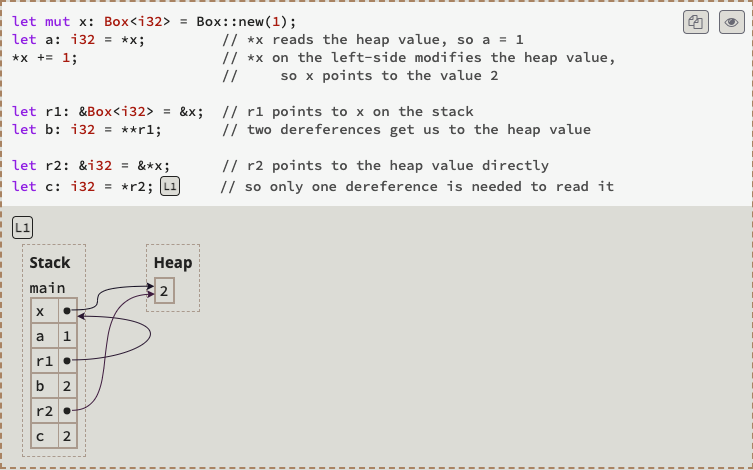 let mut x: Box<i32> = Box::new(1);
let a: i32 = *x;         // *x reads the heap value, so a = 1
*x += 1;                 // *x on the left-side modifies the heap value,
                         //     so x points to the value 2
let r1: &Box<i32> = &x;  // r1 points to x on the stack
let b: i32 = **r1;       // two dereferences get us to the heap value
let r2: &i32 = &*x;      // r2 points to the heap value directly
let c: i32 = *r2; L1     // so only one dereference is needed to read it
L1
Stack
Heap
main
2
x
a 1
r1
b 2
r2
c 2